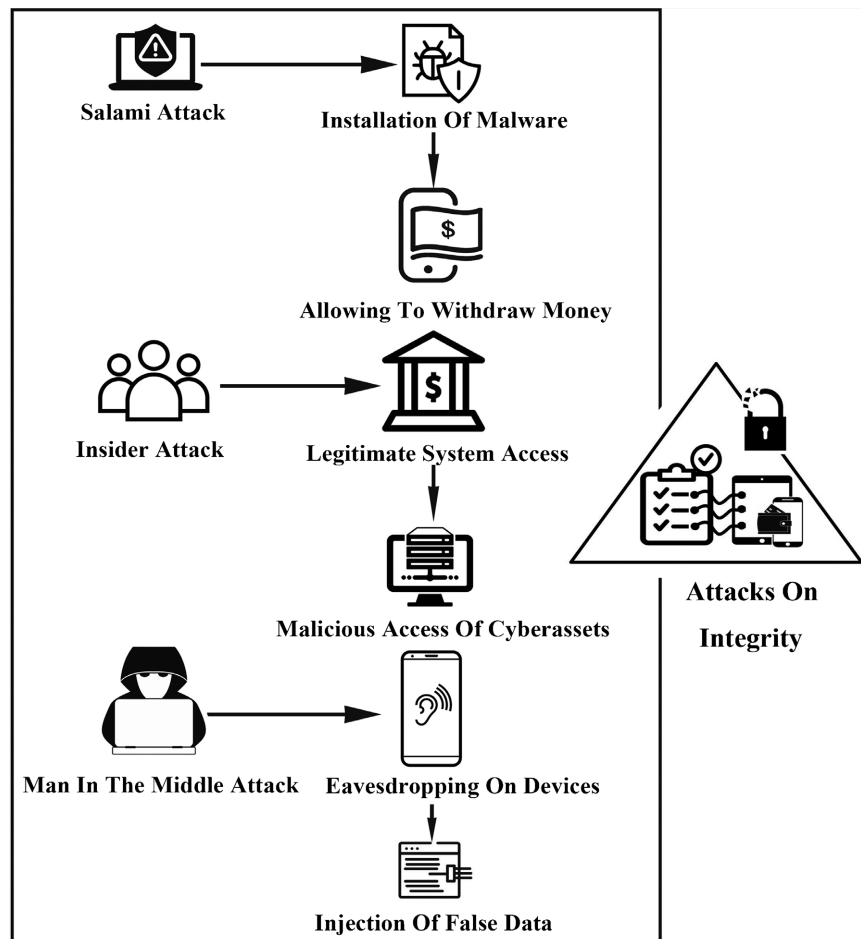 Salami Attack
Installation Of Malware
$
Allowing To Withdraw Money
$
Insider Attack
Legitimate System Access
Malicious Access Of Cyberassets
Man In The Middle Attack
Eavesdropping On Devices
Injection Of False Data
Attacks On
Integrity